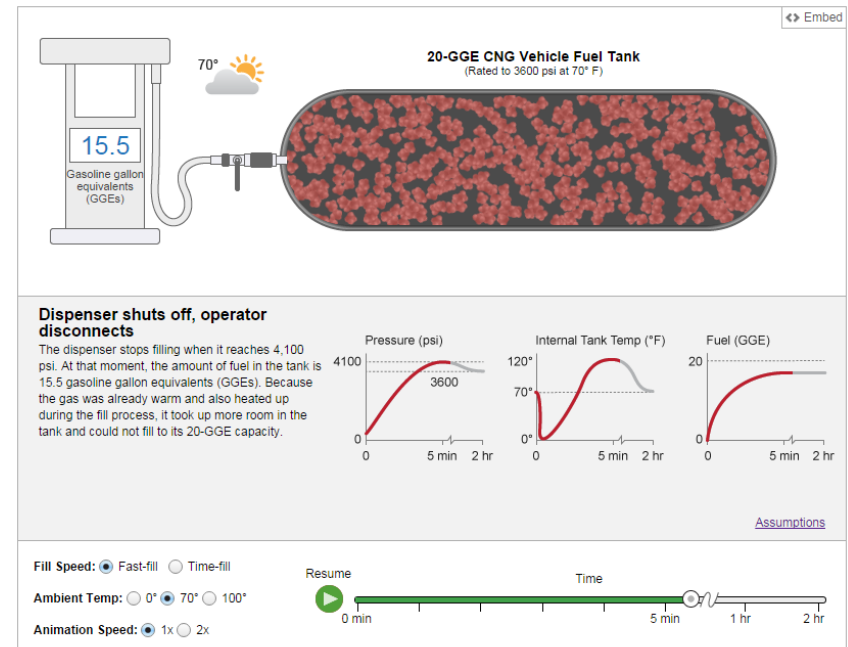 <> Embed
70°
20-GGE CNG Vehicle Fuel Tank
(Rated to 3600 psi at 70° F)
15.5
Gasoline gallon
equivalents
(GGEs)
Dispenser shuts off, operator
disconnects
The dispenser stops filling when it reaches 4,100
psi. At that moment, the amount of fuel in the tank is
15.5 gasoline gallon equivalents (GGEs). Because
the gas was already warm and also heated up
during the fill process, it took up more room in the
tank and could not fill to its 20-GGE capacity.
Pressure (psi)
4100
3600
0
0 5 min 2 hr
Internal Tank Temp (°F)
120°
70°
0°
0 5 min 2 hr
Fuel (GGE)
20
0
0 5 min 2 hr
Assumptions
Fill Speed: Fast-fill Time-fill
Ambient Temp: 0° 70° 100°
Animation Speed: 1x 2x
Resume
Time
0 min 5 min 1 hr 2 hr